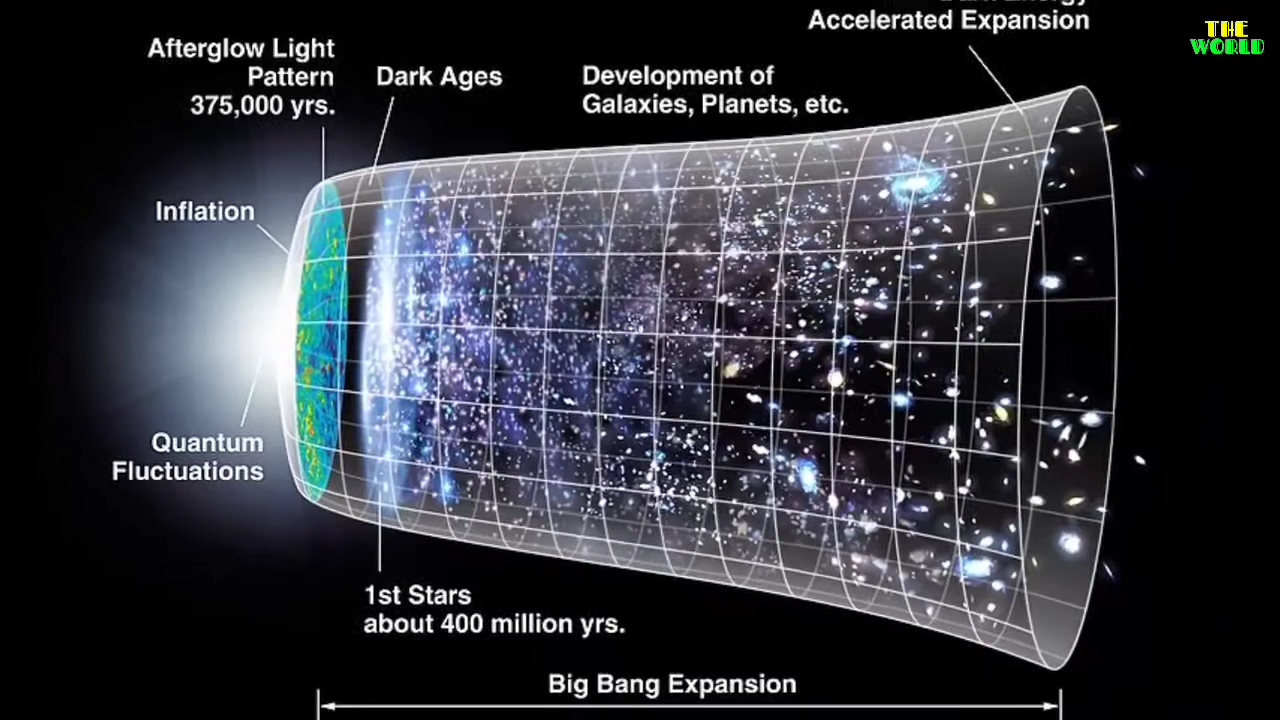 Accelerated Expansion
THE
WORLD
Afterglow Light
Pattern
375,000 yrs.
Dark Ages
Development of
Galaxies, Planets, etc.
Inflation
Quantum
Fluctuations
1st Stars
about 400 million yrs.
Big Bang Expansion